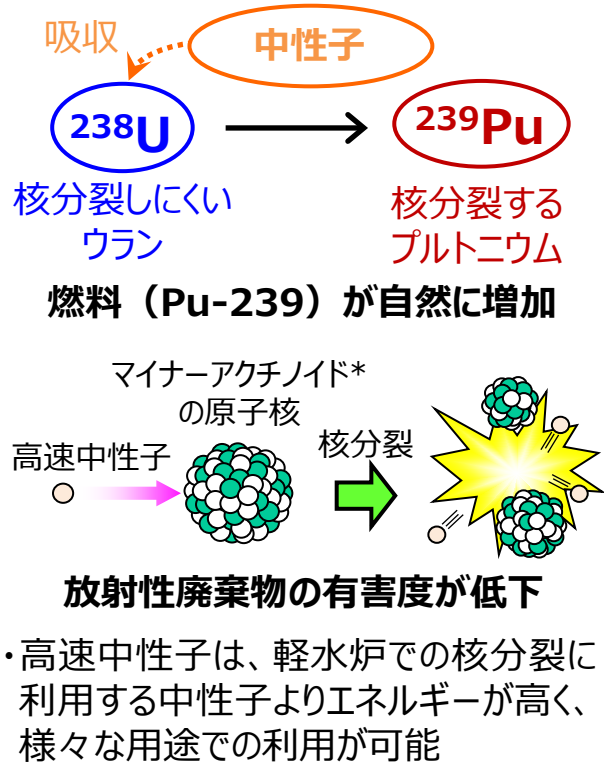 吸収
中性子
238U
239Pu
核分裂しにくい
ウラン
核分裂する
プルトニウム
燃料（Pu-239）が自然に増加
マイナーアクチノイド*
の原子核
高速中性子
核分裂
放射性廃棄物の有害度が低下
・高速中性子は、軽水炉での核分裂に
利用する中性子よりエネルギーが高く、
様々な用途での利用が可能